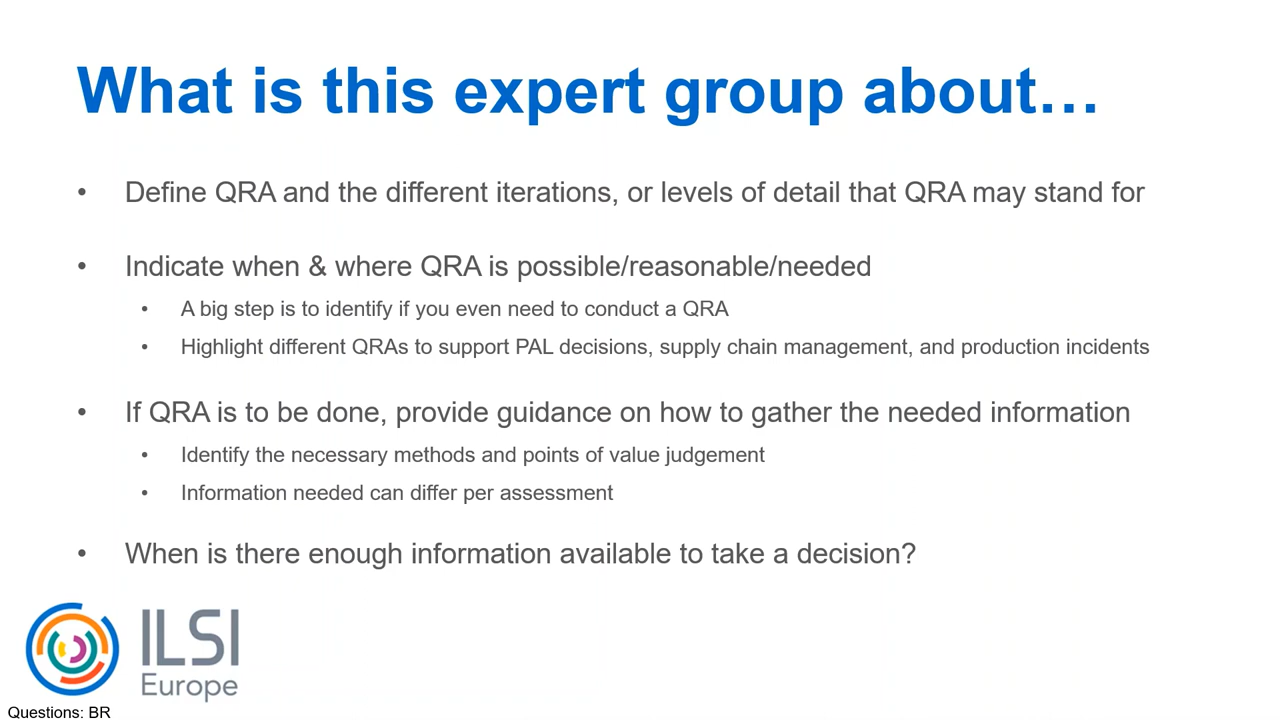 What is this expert group about…
• Define QRA and the different iterations, or levels of detail that QRA may stand for
• Indicate when & where QRA is possible/reasonable/needed
• A big step is to identify if you even need to conduct a QRA
• Highlight different QRAs to support PAL decisions, supply chain management, and production incidents
• If QRA is to be done, provide guidance on how to gather the needed information
• Identify the necessary methods and points of value judgement
• Information needed can differ per assessment
• When is there enough information available to take a decision?
ILSI
Europe
Questions: BR